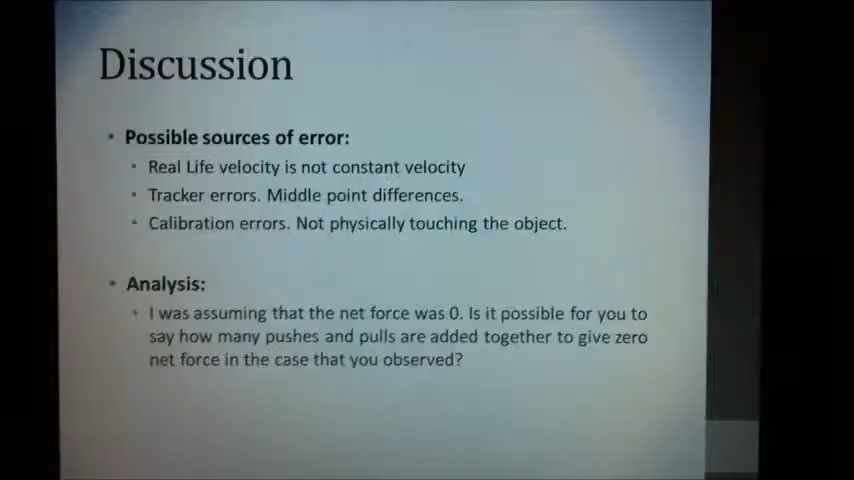 Discussion
• Possible sources of error:
• Real Life velocity is not constant velocity
• Tracker errors. Middle point differences.
• Calibration errors. Not physically touching the object.
• Analysis:
• I was assuming that the net force was 0. Is it possible for you to
say how many pushes and pulls are added together to give zero
net force in the case that you observed?